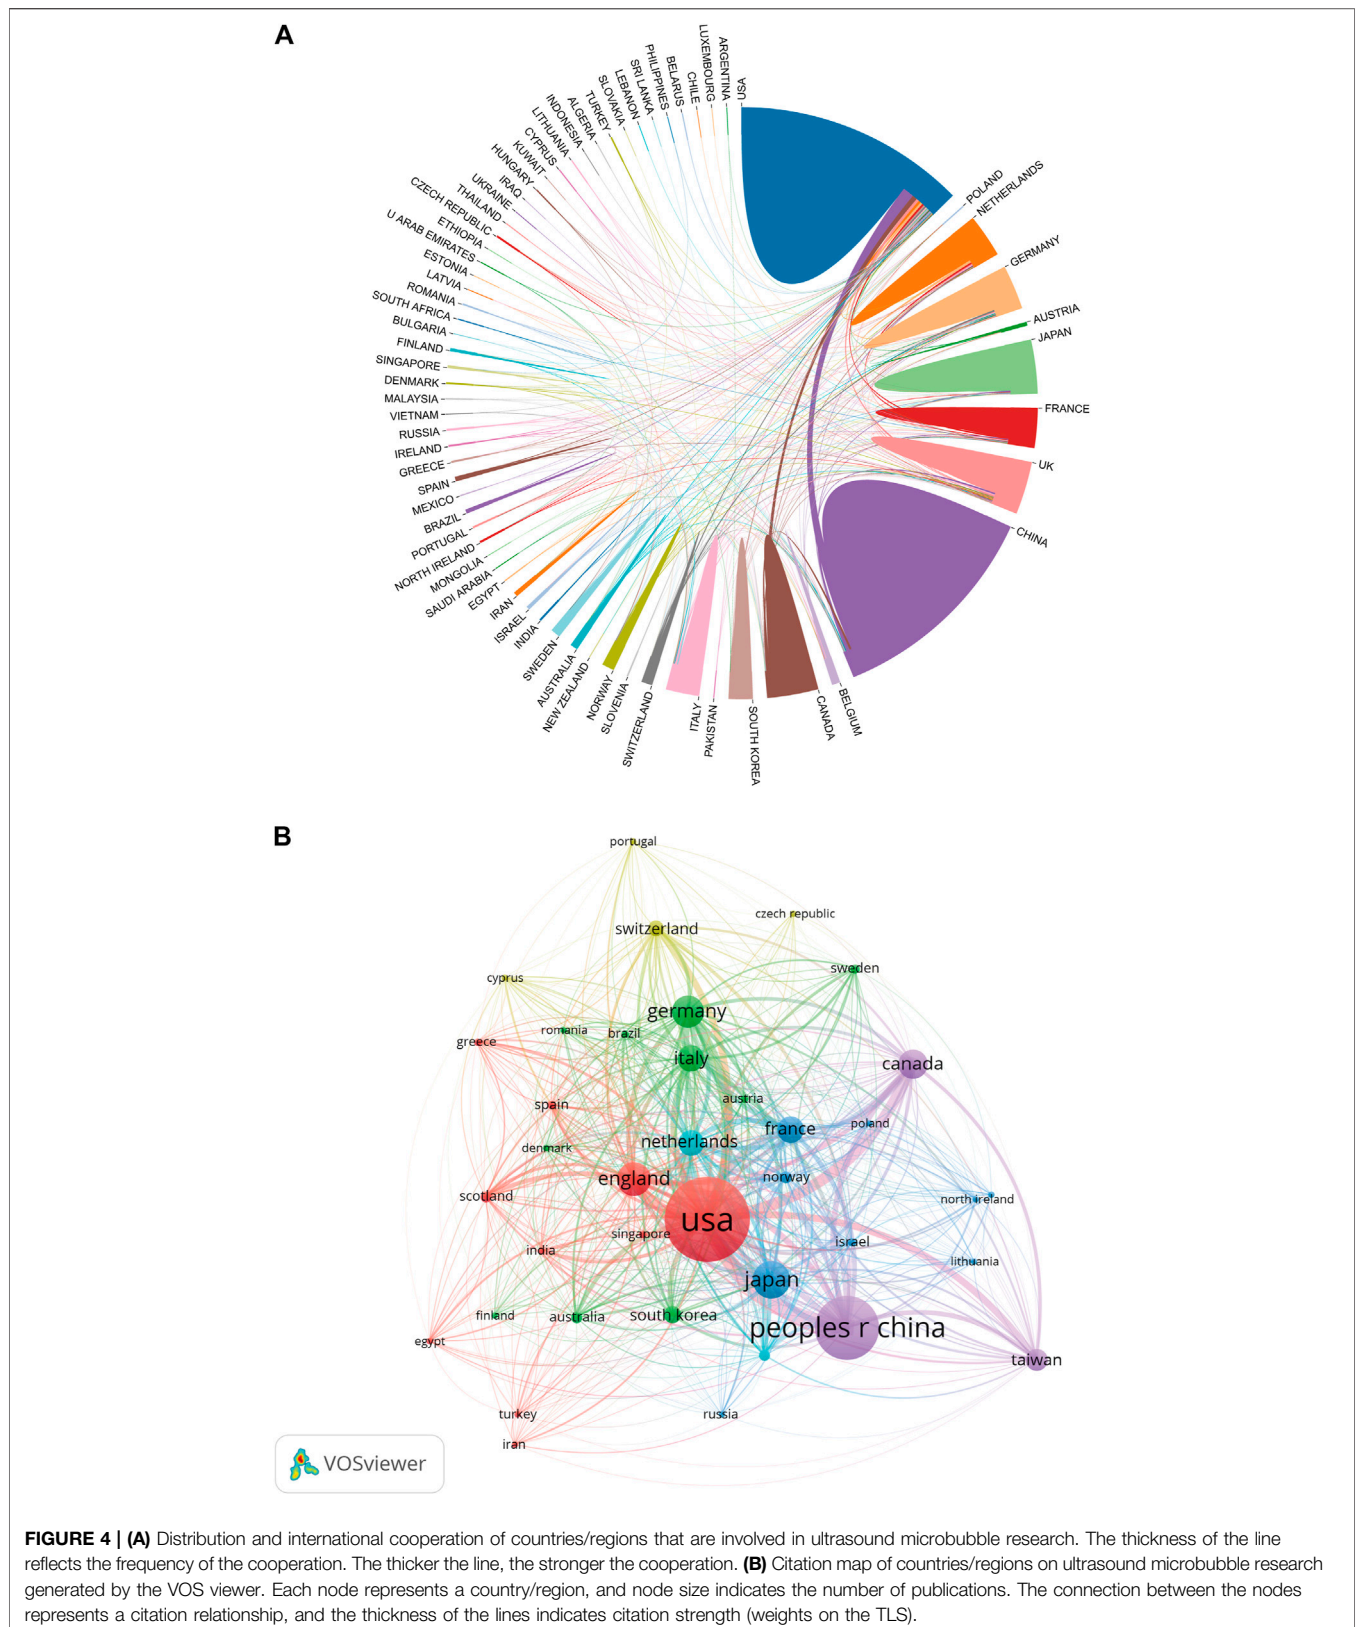 A
USA
POLAND
NETHERLANDS
GERMANY
AUSTRIA
JAPAN
FRANCE
UK
CHINA
BELGIUM
CANADA
SOUTH KOREA
PAKISTAN
ITALY
SWITZERLAND
SLOVENIA
NORWAY
NEW ZEALAND
AUSTRALIA
SWEDEN
INDIA
ISRAEL
IRAN
EGYPT
SAUDI ARABIA
MONGOLIA
NORTH IRELAND
PORTUGAL
BRAZIL
MEXICO
SPAIN
GREECE
IRELAND
RUSSIA
VIETNAM
MALAYSIA
DENMARK
SINGAPORE
FINLAND
BULGARIA
SOUTH AFRICA
ROMANIA
LATVIA
ESTONIA
U ARAB EMIRATES
ETHIOPIA
CZECH REPUBLIC
THAILAND
UKRAINE
IRAQ
HUNGARY
KUWAIT
CYPRUS
LITHUANIA
INDONESIA
ALGERIA
TURKEY
SLOVAKIA
LEBANON
SRI LANKA
PHILIPPINES
BELARUS
CHILE
LUXEMBOURG
ARGENTINA
B
portugal
czech republic
switzerland
sweden
cyprus
germany
romania
brazil
greece
italy
canada
austria
spain
france
poland
netherlands
denmark
england
norway
scotland
north ireland
usa
singapore
israel
india
lithuania
japan
finland
australia
south korea
peoples r china
egypt
taiwan
turkey
russia
iran
VOSviewer
FIGURE 4 | (A) Distribution and international cooperation of countries/regions that are involved in ultrasound microbubble research. The thickness of the line
reflects the frequency of the cooperation. The thicker the line, the stronger the cooperation. (B) Citation map of countries/regions on ultrasound microbubble research
generated by the VOS viewer. Each node represents a country/region, and node size indicates the number of publications. The connection between the nodes
represents a citation relationship, and the thickness of the lines indicates citation strength (weights on the TLS).